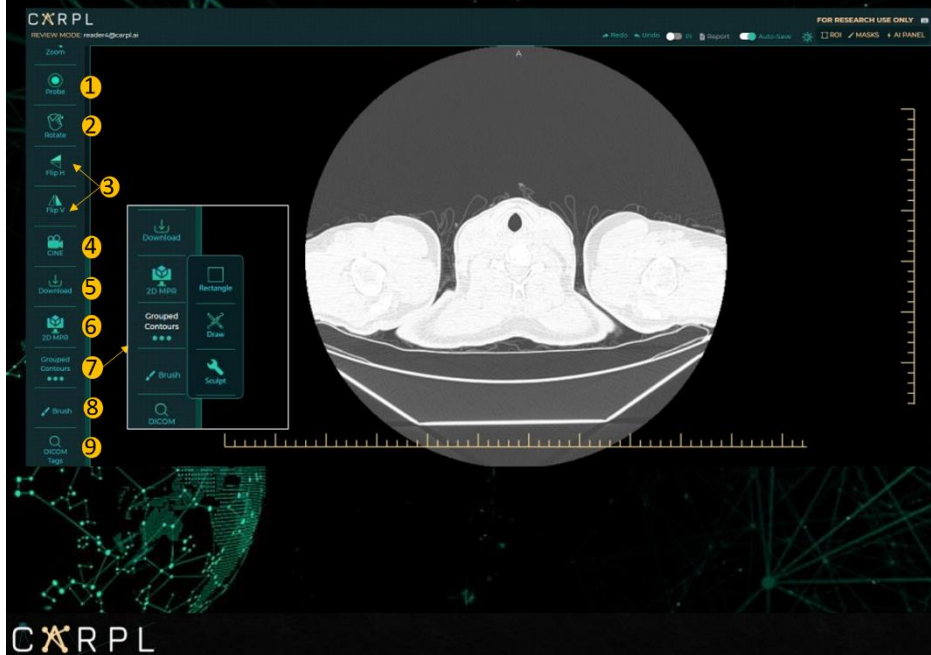 CARPL
FOR RESEARCH USE ONLY
REVIEW MODE: reader4@carpl.ai
Redo
Undo
PI
Report
Auto-Save
ROI
MASKS
AI PANEL
Zoom
A
Probe
1
Rotate
2
Flip H
3
Flip V
CINE
4
Download
5
2D MPR
6
Grouped
Contours
7
Brush
8
DICOM
Tags
9
Download
2D MPR
Rectangle
Grouped
Contours
Draw
Brush
Sculpt
DICOM
CARPL